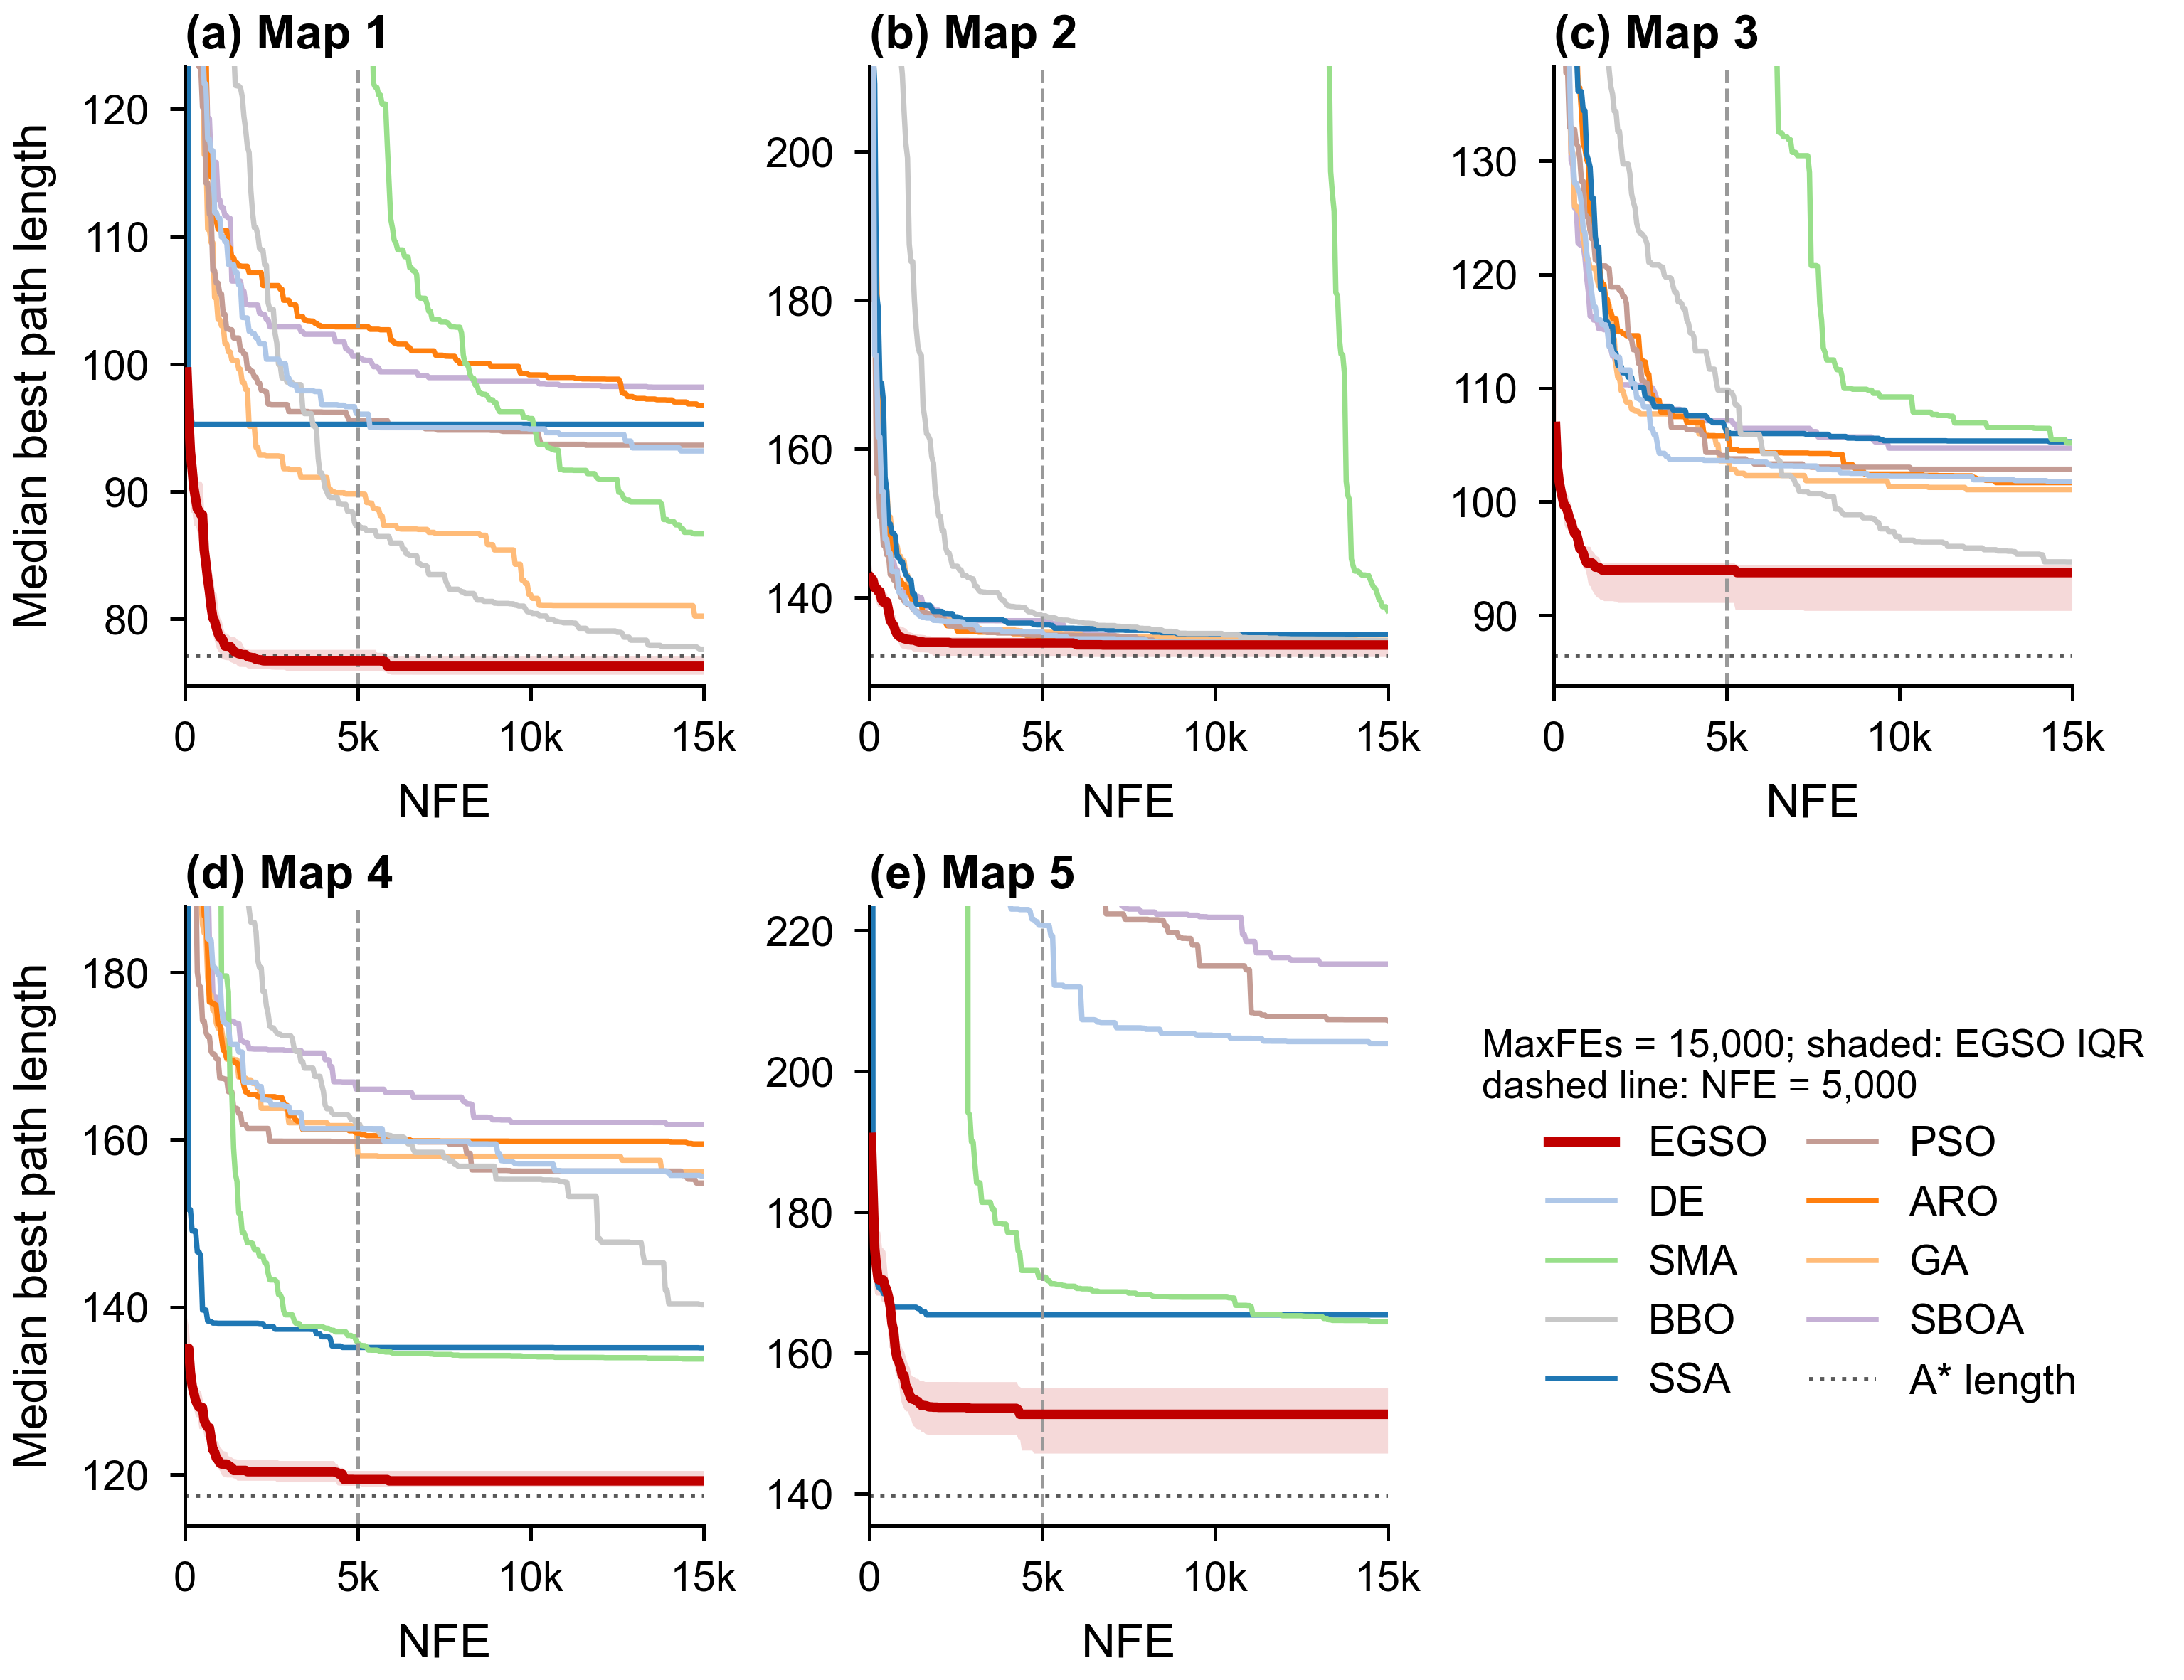 (a) Map 1
(b) Map 2
(c) Map 3
Median best path length
120
110
100
90
80
0 5k 10k 15k
NFE
200
180
160
140
0 5k 10k 15k
NFE
130
120
110
100
90
0 5k 10k 15k
NFE
(d) Map 4
(e) Map 5
Median best path length
180
160
140
120
0 5k 10k 15k
NFE
220
200
180
160
140
0 5k 10k 15k
NFE
MaxFEs = 15,000; shaded: EGSO IQR
dashed line: NFE = 5,000
EGSO PSO
DE ARO
SMA GA
BBO SBOA
SSA A* length